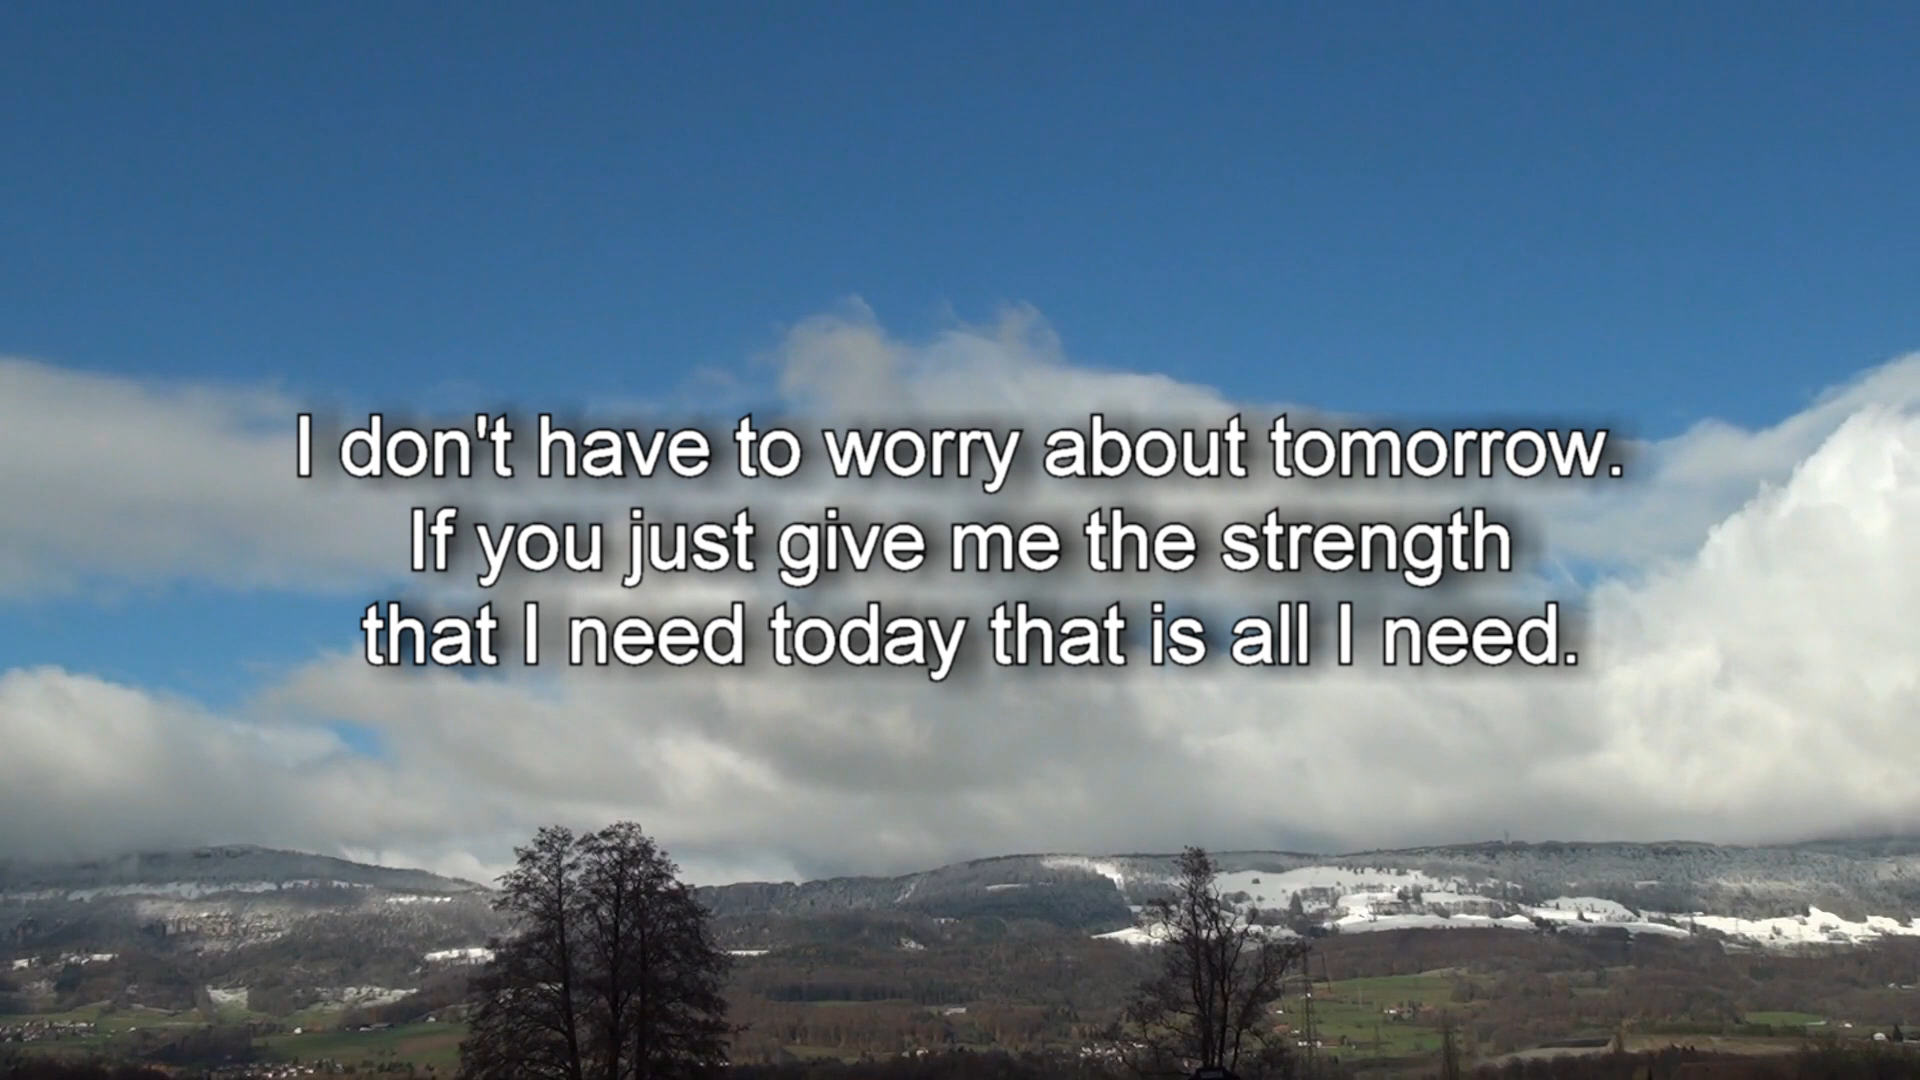 I don't have to worry about tomorrow.
If you just give me the strength
that I need today that is all I need.